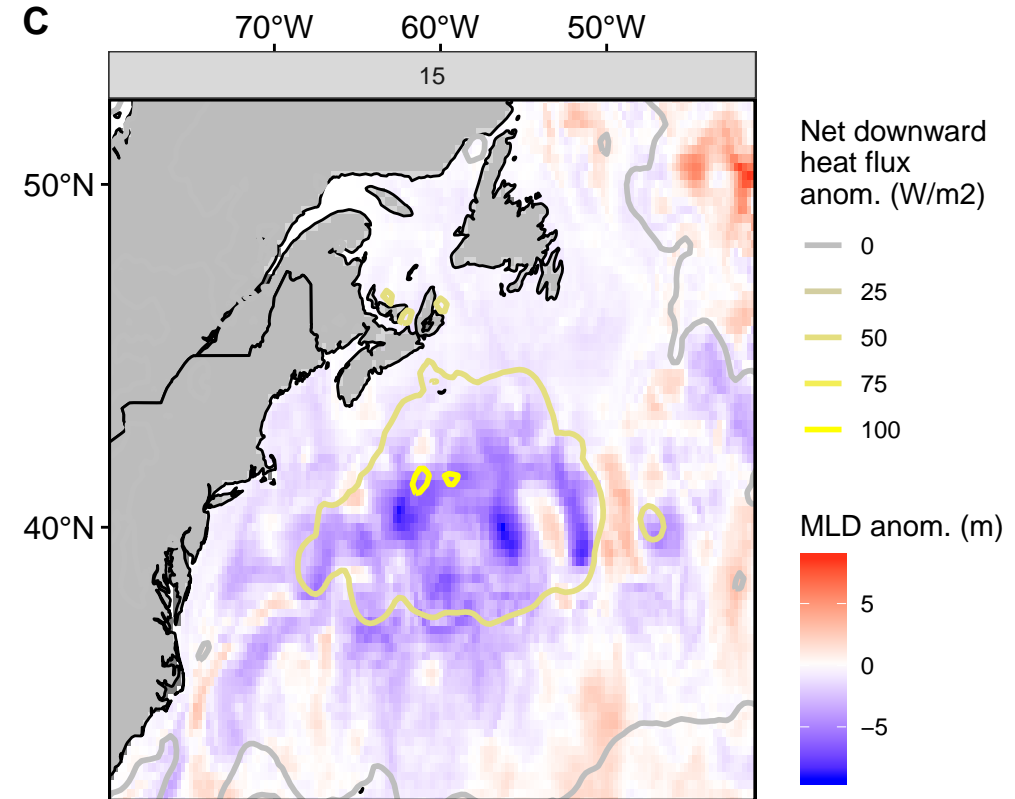 C
70°W 60°W 50°W
15
50°N
40°N
Net downward
heat flux
anom. (W/m2)
0
25
50
75
100
MLD anom. (m)
5
0
−5